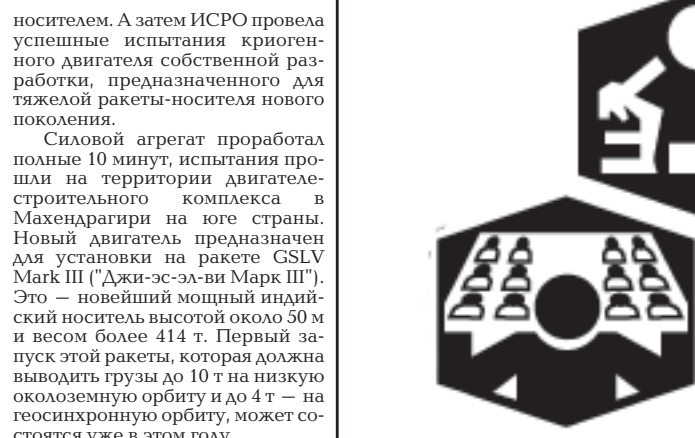 носителем. А затем ИСРО провела
успешные испытания криоген-
ного двигателя собственной раз-
работки, предназначенного для
тяжелой ракеты-носителя нового
поколения.
Силовой агрегат проработал
полные 10 минут, испытания про-
шли на территории двигателе-
строительного комплекса в
Махендрагири на юге страны.
Новый двигатель предназначен
для установки на ракете GSLV
Mark III ("Джи-эс-эл-ви Марк III").
Это — новейший мощный индий-
ский носитель высотой около 50 м
и весом более 414 т. Первый за-
пуск этой ракеты, которая должна
выводить грузы до 10 т на низкую
околоземную орбиту и до 4 т — на
геосинхронную орбиту, может со-
стоятся уже в этом году.